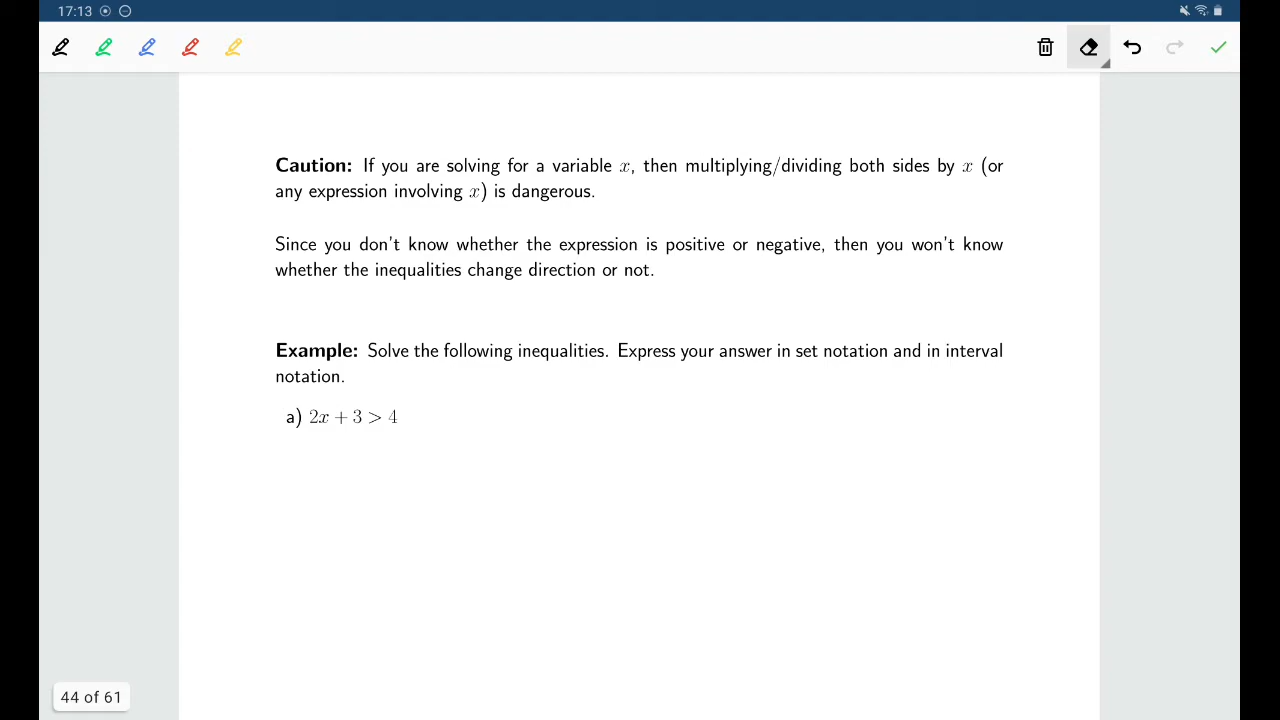 17:13
Caution: If you are solving for a variable x, then multiplying/dividing both sides by x (or
any expression involving x) is dangerous.
Since you don't know whether the expression is positive or negative, then you won't know
whether the inequalities change direction or not.
Example: Solve the following inequalities. Express your answer in set notation and in interval
notation.
a) 2x + 3 > 4
44 of 61